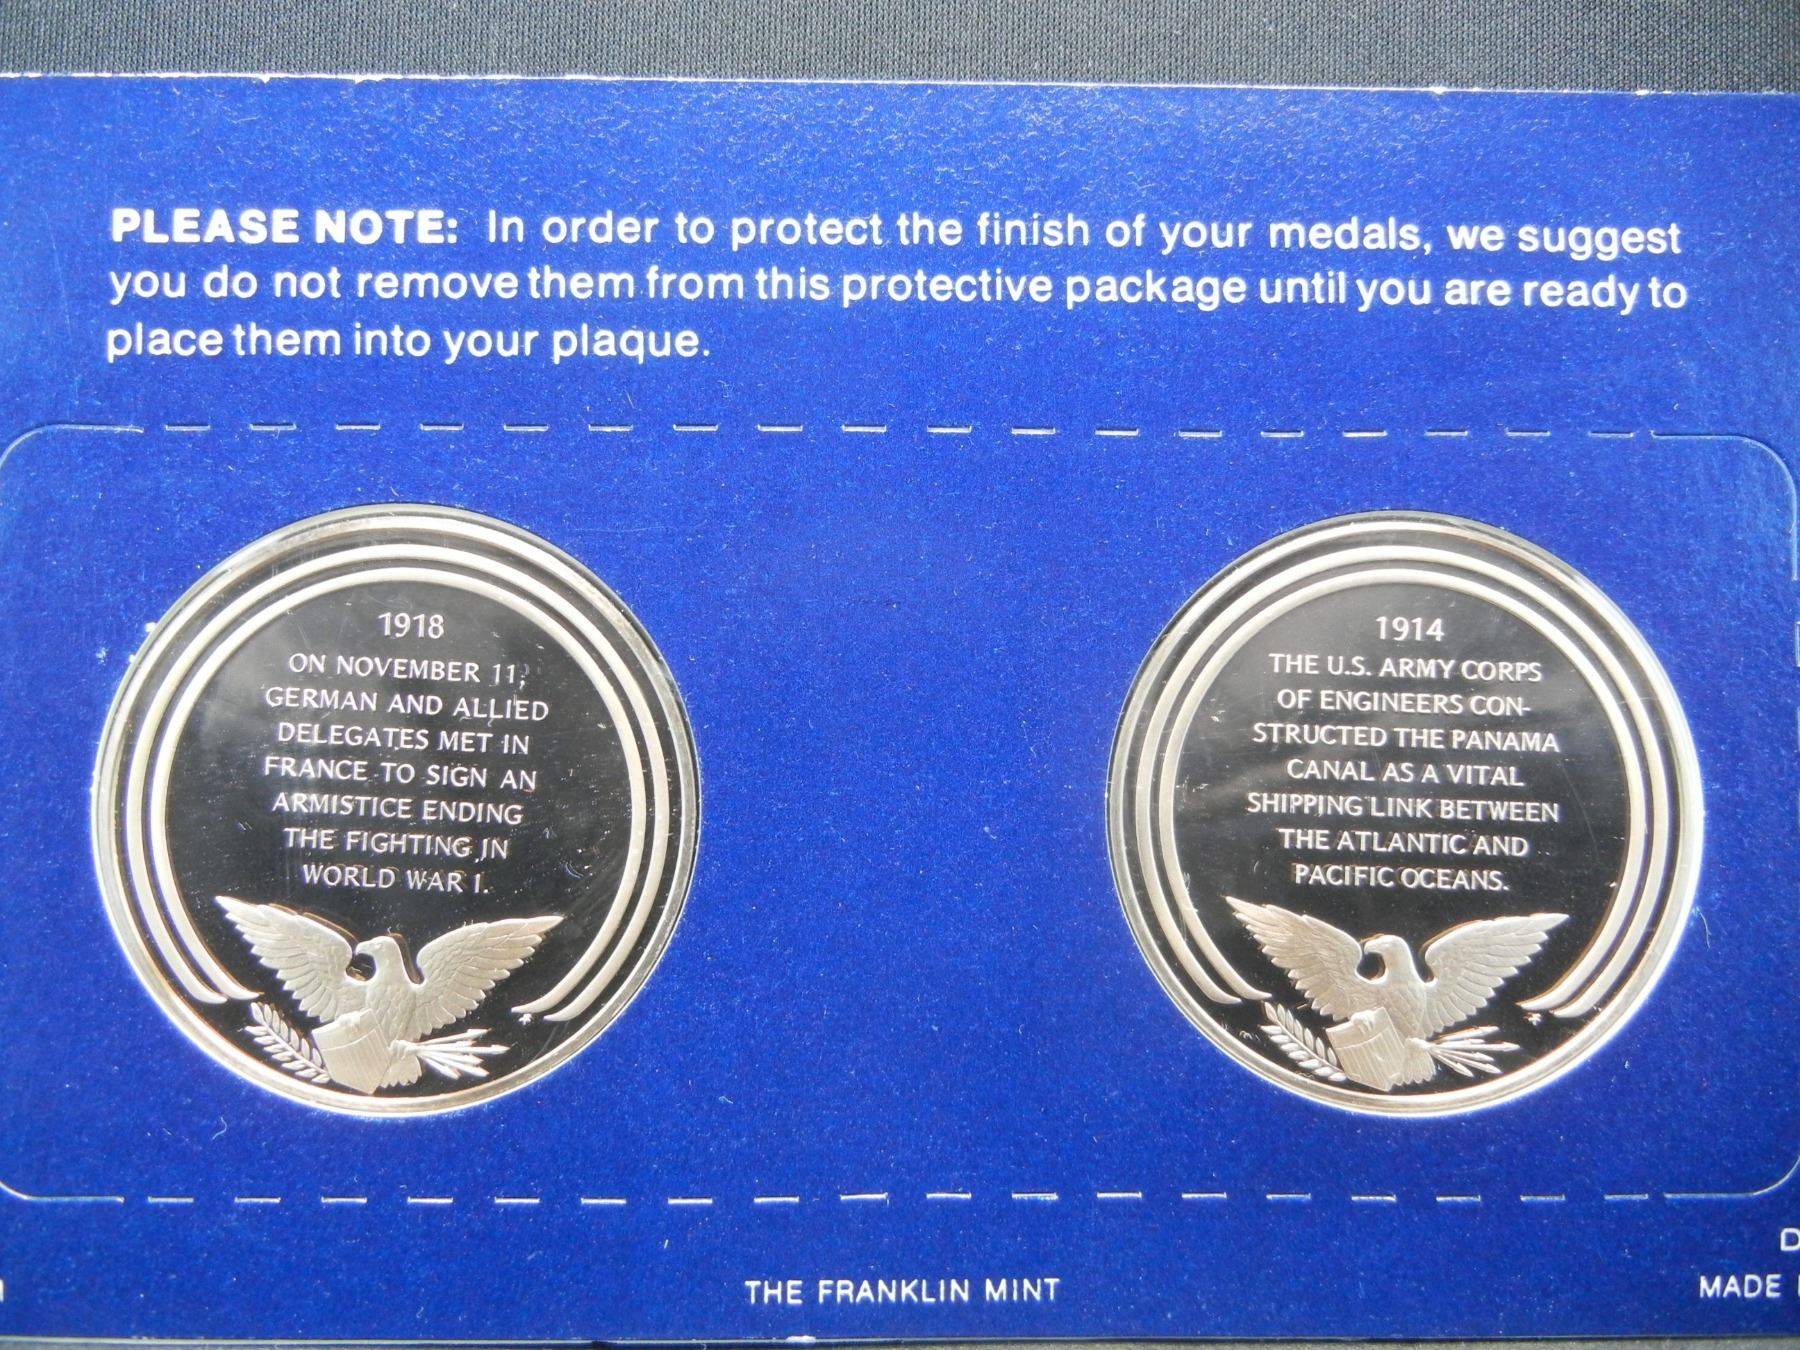 PLEASE NOTE: In order to protect the finish of your medals, we suggest
you do not remove them from this protective package until you are ready to
place them into your plaque.
1918
ON NOVEMBER 11,
GERMAN AND ALLIED
DELEGATES MET IN
FRANCE TO SIGN AN
ARMISTICE ENDING
THE FIGHTING IN
WORLD WAR I.
1914
THE U.S. ARMY CORPS
OF ENGINEERS CON-
STRUCTED THE PANAMA
CANAL AS A VITAL
SHIPPING LINK BETWEEN
THE ATLANTIC AND
PACIFIC OCEANS.
THE FRANKLIN MINT
MADE